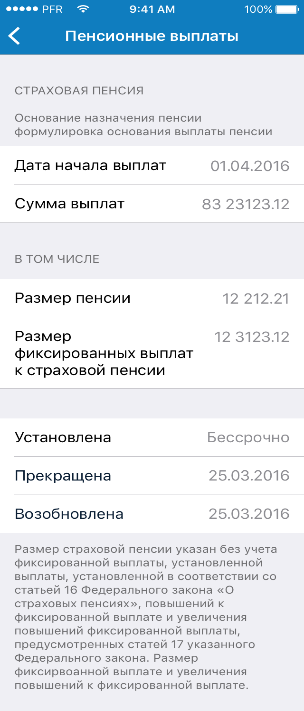 PFR 9:41 AM 100%
Пенсионные выплаты
СТРАХОВАЯ ПЕНСИЯ
Основание назначения пенсии
формулировка основания выплаты пенсии
Дата начала выплат 01.04.2016
Сумма выплат 83 23123.12
В ТОМ ЧИСЛЕ
Размер пенсии 12 212.21
Размер
фиксированных выплат
к страховой пенсии 12 3123.12
Установлена Бессрочно
Прекращена 25.03.2016
Возобновлена 25.03.2016
Размер страховой пенсии указан без учета
фиксированной выплаты, установленной
выплаты, установленной в соответствии со
статьей 16 Федерального закона «О
страховых пенсиях», повышений к
фиксированной выплате и увеличения
повышений фиксированной выплаты,
предусмотренных статей 17 указанного
Федерального закона. Размер
фиксирвоанной выплате и увеличения
повышений к фиксированной выплате.